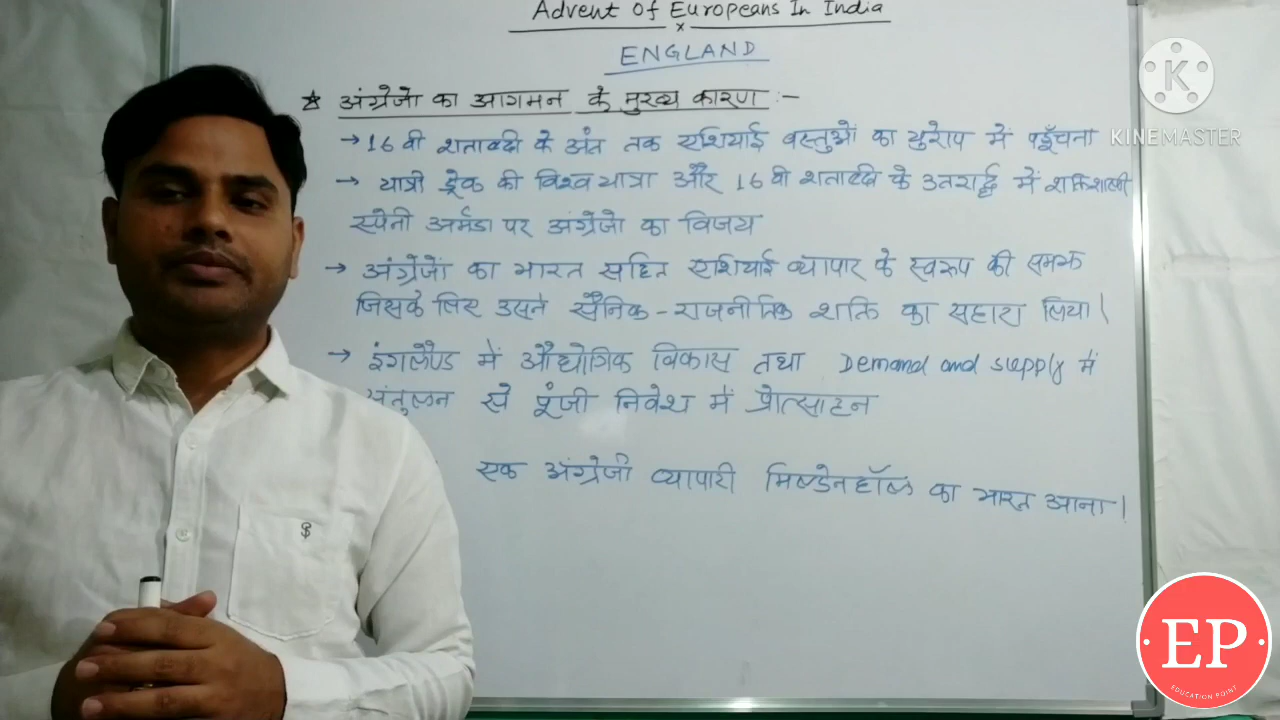 Advent Of Europeans In India
x
ENGLAND
☆ अंग्रेजो का आगमन के मुख्य कारण :-
→ 16 वी शताब्दी के अंत तक एशियाई वस्तुओं का युरोप में पहुँचना
→ यात्री ड्रेक की विश्व यात्रा और 16 वी शताब्दी के उतरार्द्ध में शक्तिशाली
स्पेनी अर्मडा पर अंग्रेजो का विजय
→ अंग्रेजों का भारत सहित एशियाई व्यापार के स्वरूप की समझ
जिसके लिए उसने सैनिक - राजनीतिक शक्ति का सहारा लिया।
→ इंगलैण्ड में औद्योगिक विकास तथा Demand and supply में
संतुलन से पूंजी निवेश में प्रोत्साहन
एक अंग्रेजी व्यापारी मिल्डेनहॉल का भारत आना।
K
KINEMASTER
EP
EDUCATION POINT